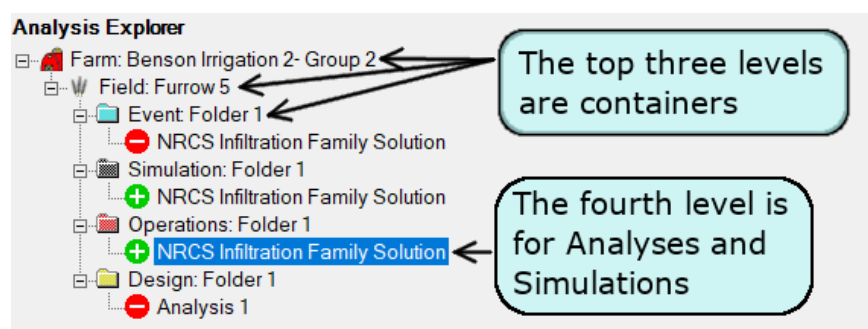 Analysis Explorer
Farm: Benson Irrigation 2- Group 2
Field: Furrow 5
Event: Folder 1
NRCS Infiltration Family Solution
Simulation: Folder 1
NRCS Infiltration Family Solution
Operations: Folder 1
NRCS Infiltration Family Solution
Design: Folder 1
Analysis 1
The top three levels
are containers
The fourth level is
for Analyses and
Simulations